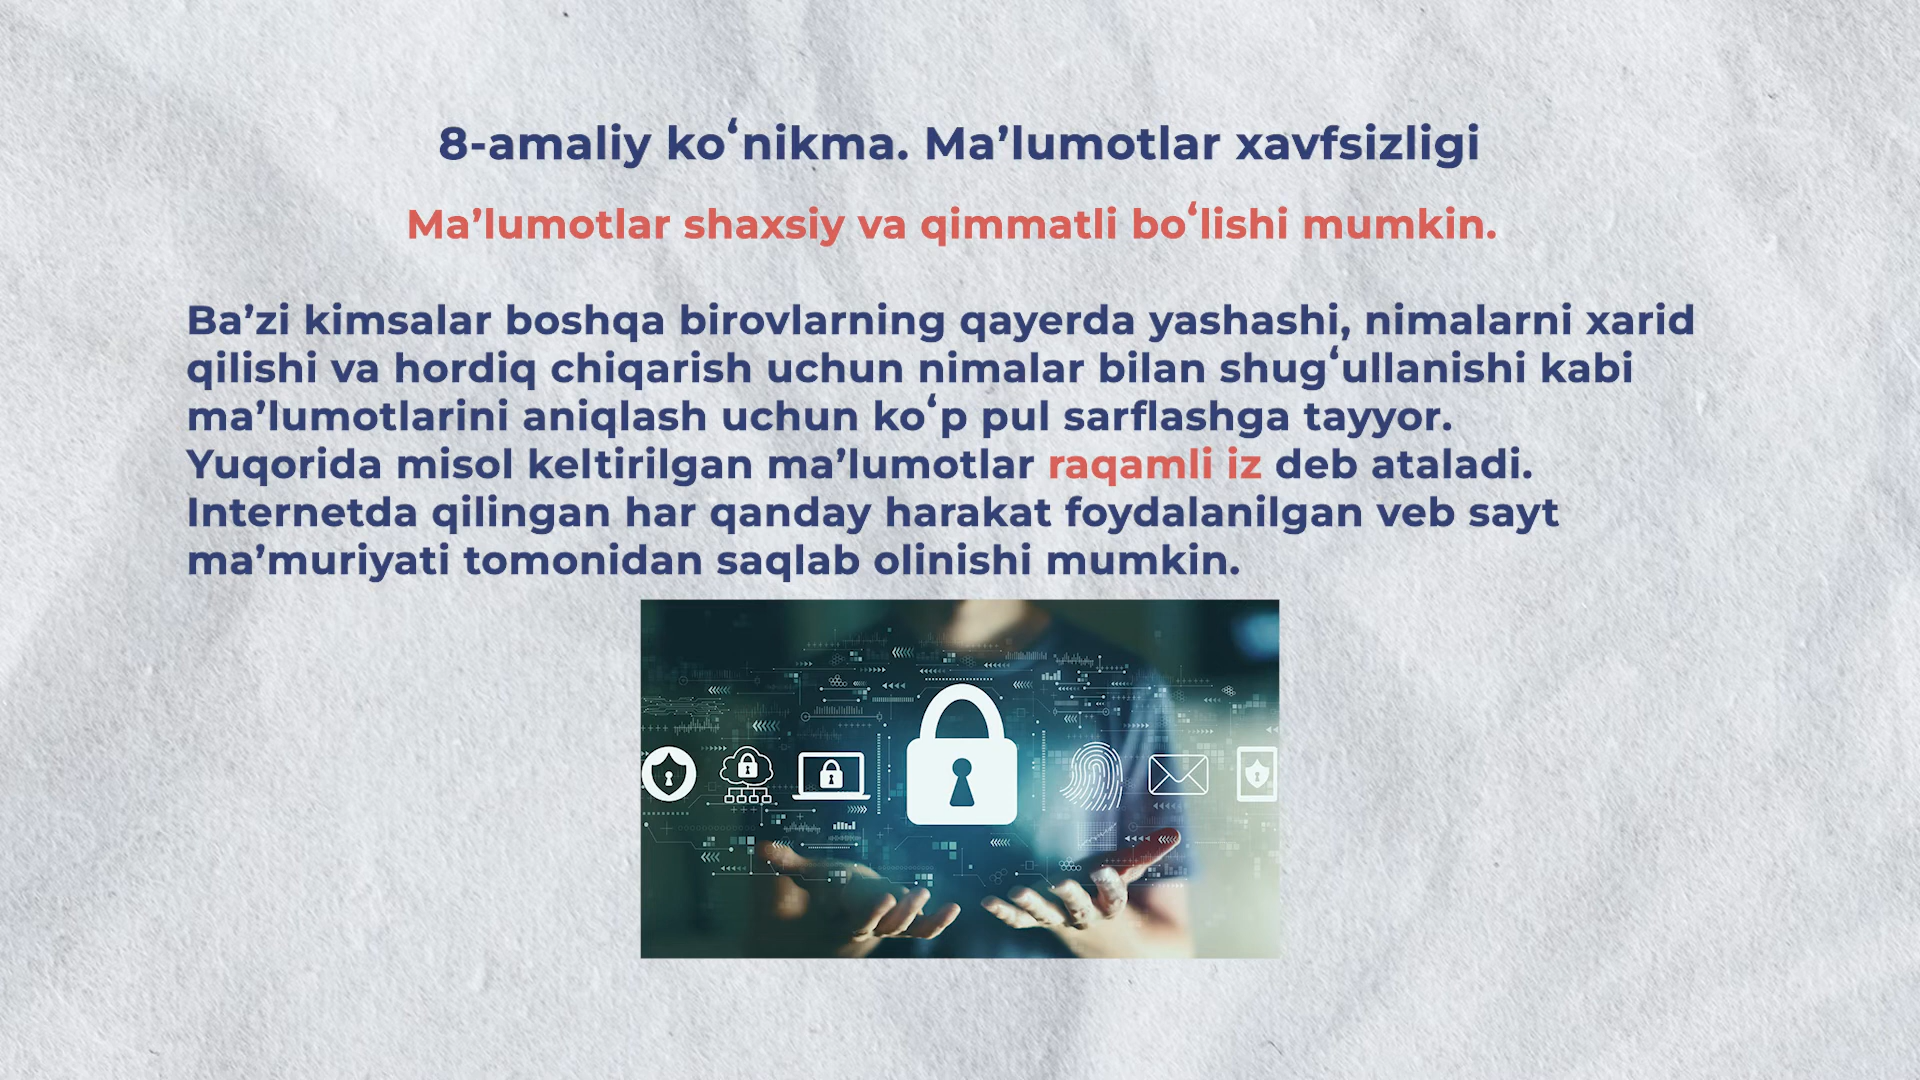 8-amaliy koʻnikma. Ma’lumotlar xavfsizligi
Ma’lumotlar shaxsiy va qimmatli boʻlishi mumkin.
Ba’zi kimsalar boshqa birovlarning qayerda yashashi, nimalarni xarid
qilishi va hordiq chiqarish uchun nimalar bilan shugʻullanishi kabi
ma’lumotlarini aniqlash uchun koʻp pul sarflashga tayyor.
Yuqorida misol keltirilgan ma’lumotlar raqamli iz deb ataladi.
Internetda qilingan har qanday harakat foydalanilgan veb sayt
ma’muriyati tomonidan saqlab olinishi mumkin.